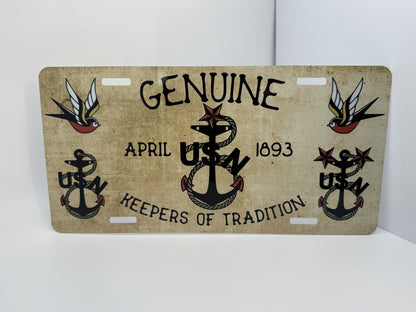 GENUINE
APRIL USN 1893
USN USN
KEEPERS OF TRADITION